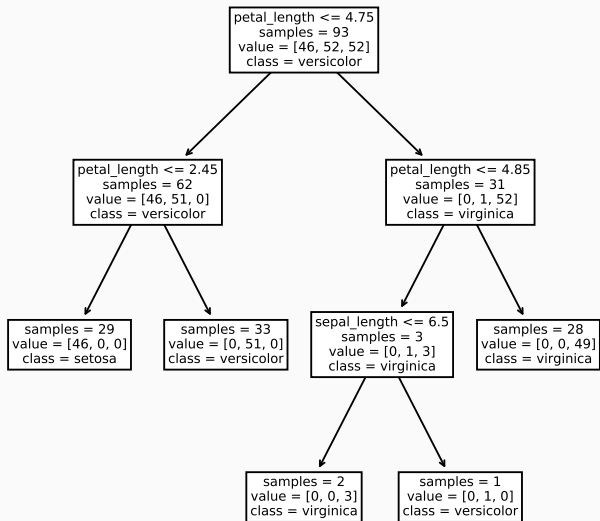 petal_length <= 4.75
samples = 93
value = [46, 52, 52]
class = versicolor
petal_length <= 2.45
samples = 62
value = [46, 51, 0]
class = versicolor
petal_length <= 4.85
samples = 31
value = [0, 1, 52]
class = virginica
samples = 29
value = [46, 0, 0]
class = setosa
samples = 33
value = [0, 51, 0]
class = versicolor
sepal_length <= 6.5
samples = 3
value = [0, 1, 3]
class = virginica
samples = 28
value = [0, 0, 49]
class = virginica
samples = 2
value = [0, 0, 3]
class = virginica
samples = 1
value = [0, 1, 0]
class = versicolor